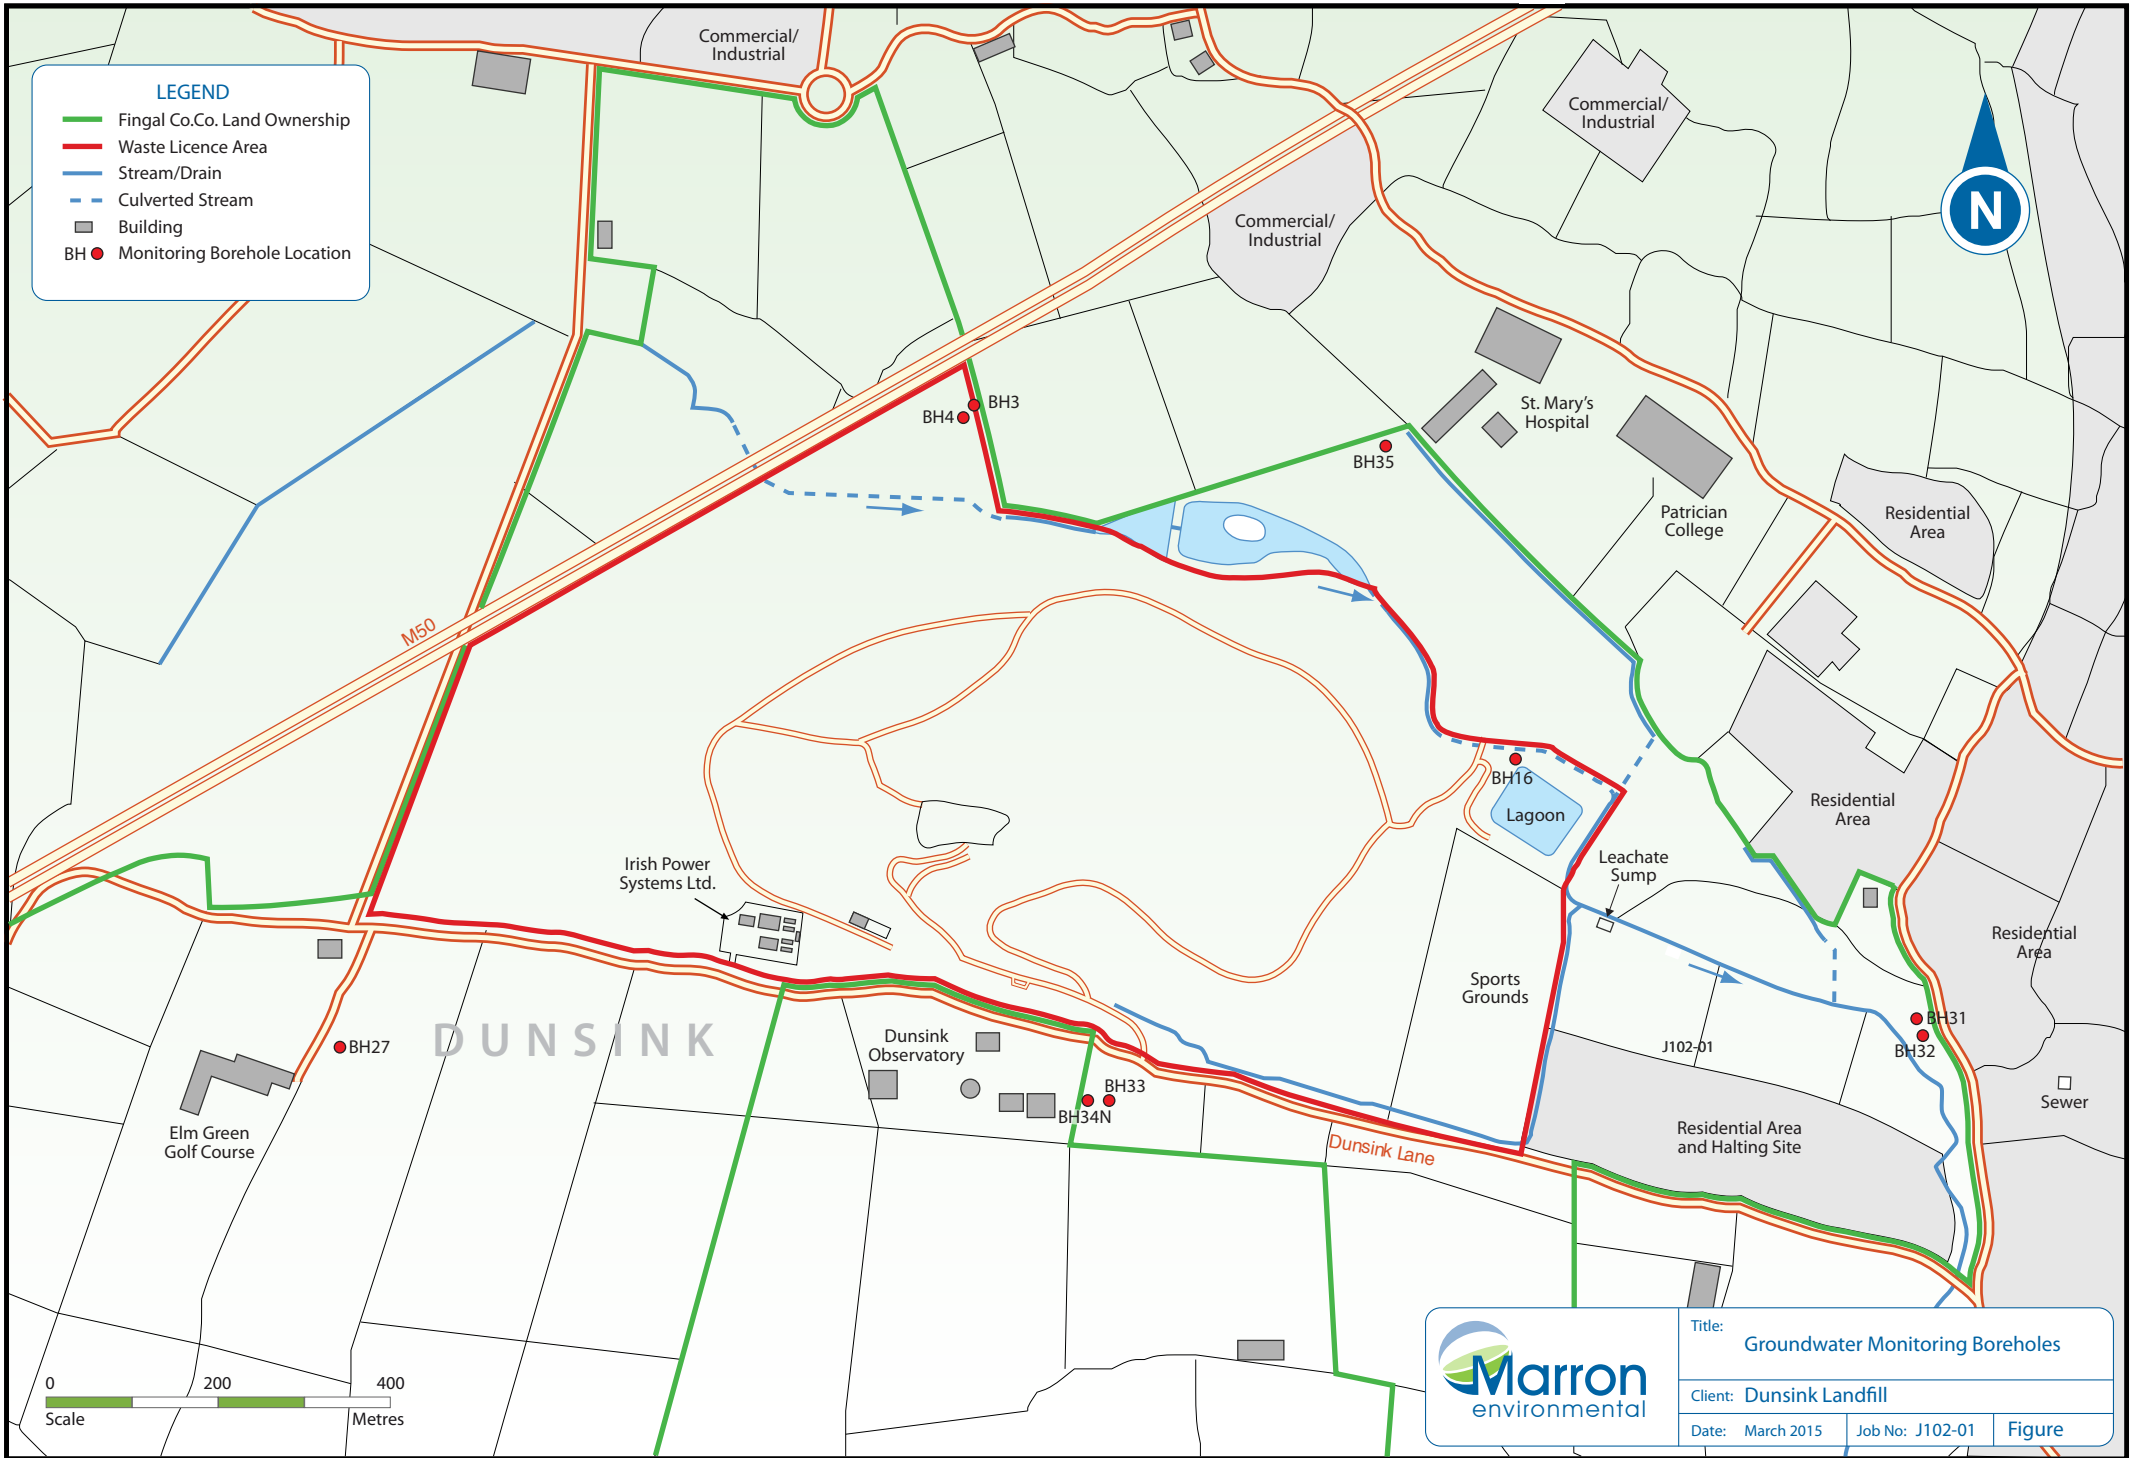 Commercial/
Industrial
LEGEND
Fingal Co.Co. Land Ownership
Waste Licence Area
Stream/Drain
Culverted Stream
Building
BH Monitoring Borehole Location
Commercial/
Industrial
N
Commercial/
Industrial
BH3
BH4
St. Mary's
Hospital
BH35
Patrician
College
Residential
Area
M50
BH16
Lagoon
Residential
Area
Irish Power
Systems Ltd.
Leachate
Sump
Residential
Area
Sports
Grounds
BH31
BH32
J102-01
BH27
DUNSINK
Dunsink
Observatory
BH33
BH34N
Sewer
Elm Green
Golf Course
Dunsink Lane
Residential Area
and Halting Site
0 200 400
Scale Metres
Marron
environmental
Title:
Groundwater Monitoring Boreholes
Client: Dunsink Landfill
Date: March 2015 Job No: J102-01 Figure